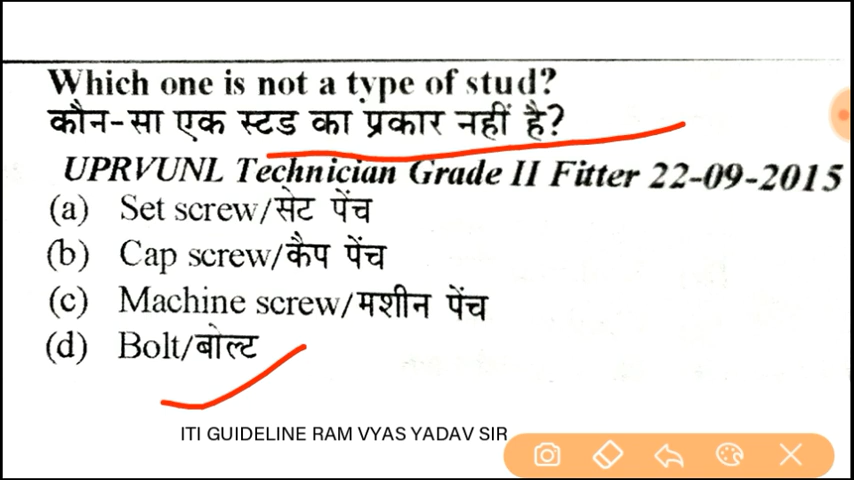 Which one is not a type of stud?
कौन-सा एक स्टड का प्रकार नहीं है?
UPRVUNL Technician Grade II Fitter 22-09-2015
(a) Set screw/सेट पेंच
(b) Cap screw/कैप पेंच
(c) Machine screw/मशीन पेंच
(d) Bolt/बोल्ट
ITI GUIDELINE RAM VYAS YADAV SIR